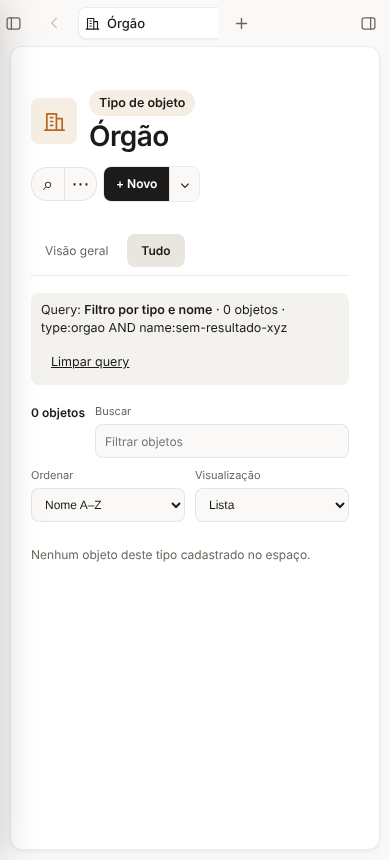 Órgão
Tipo de objeto
Órgão
+ Novo
Visão geral
Tudo
Query: Filtro por tipo e nome · 0 objetos ·
type:orgao AND name:sem-resultado-xyz
Limpar query
0 objetos
Buscar
Filtrar objetos
Ordenar
Visualização
Nome A–Z
Lista
Nenhum objeto deste tipo cadastrado no espaço.